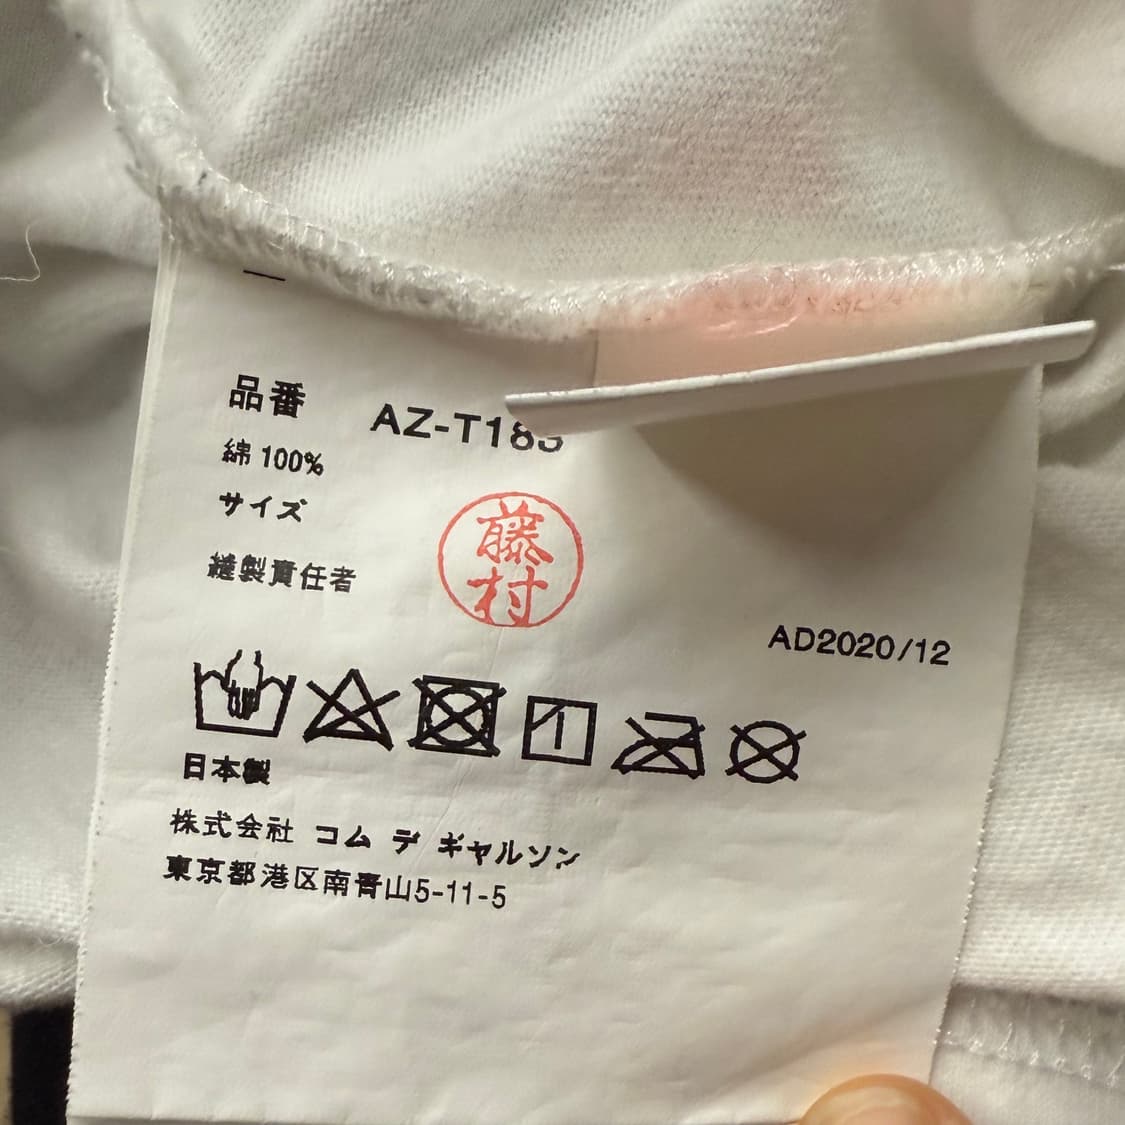 品番 AZ-T183
綿 100%
サイズ
藤村
縫製責任者
AD2020/12
日本製
株式会社 コム デ ギャルソン
東京都港区南青山5-11-5